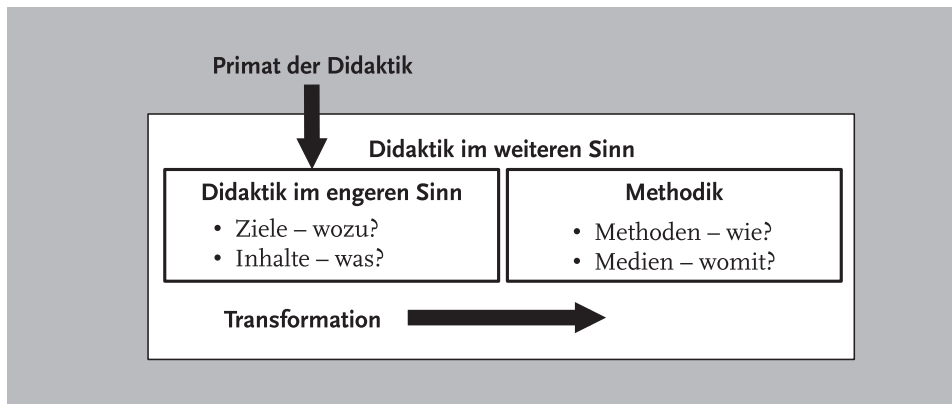 Primat der Didaktik
Didaktik im weiteren Sinn
Didaktik im engeren Sinn
• Ziele – wozu?
• Inhalte – was?
Methodik
• Methoden – wie?
• Medien – womit?
Transformation